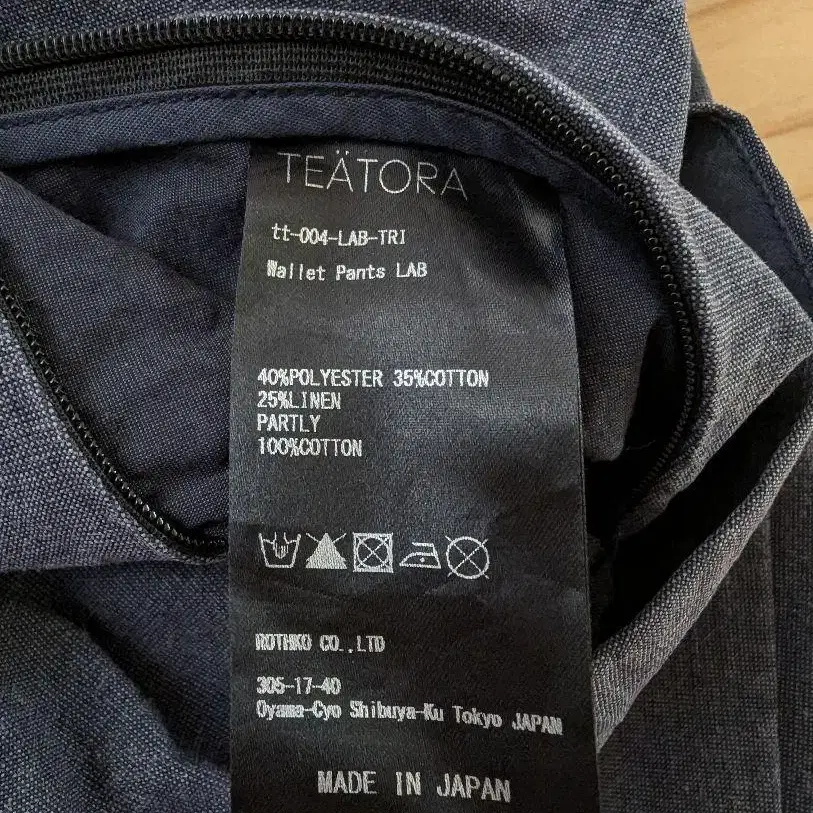 TEÄTORA
tt-004-LAB-TRI
Wallet Pants LAB
40%POLYESTER 35%COTTON
25%LINEN
PARTLY
100%COTTON
ROTHKO CO.,LTD
305-17-40
Oyama-Cyo Shibuya-Ku Tokyo JAPAN
MADE IN JAPAN